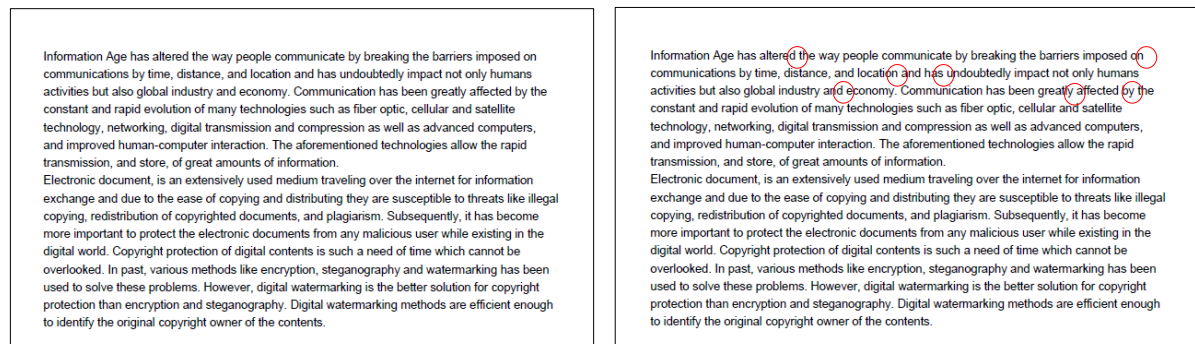 Information Age has altered the way people communicate by breaking the barriers imposed on
communications by time, distance, and location and has undoubtedly impact not only humans
activities but also global industry and economy. Communication has been greatly affected by the
constant and rapid evolution of many technologies such as fiber optic, cellular and satellite
technology, networking, digital transmission and compression as well as advanced computers,
and improved human-computer interaction. The aforementioned technologies allow the rapid
transmission, and store, of great amounts of information.
Electronic document, is an extensively used medium traveling over the internet for information
exchange and due to the ease of copying and distributing they are susceptible to threats like illegal
copying, redistribution of copyrighted documents, and plagiarism. Subsequently, it has become
more important to protect the electronic documents from any malicious user while existing in the
digital world. Copyright protection of digital contents is such a need of time which cannot be
overlooked. In past, various methods like encryption, steganography and watermarking has been
used to solve these problems. However, digital watermarking is the better solution for copyright
protection than encryption and steganography. Digital watermarking methods are efficient enough
to identify the original copyright owner of the contents.
Information Age has altered the way people communicate by breaking the barriers imposed on
communications by time, distance, and location and has undoubtedly impact not only humans
activities but also global industry and economy. Communication has been greatly affected by the
constant and rapid evolution of many technologies such as fiber optic, cellular and satellite
technology, networking, digital transmission and compression as well as advanced computers,
and improved human-computer interaction. The aforementioned technologies allow the rapid
transmission, and store, of great amounts of information.
Electronic document, is an extensively used medium traveling over the internet for information
exchange and due to the ease of copying and distributing they are susceptible to threats like illegal
copying, redistribution of copyrighted documents, and plagiarism. Subsequently, it has become
more important to protect the electronic documents from any malicious user while existing in the
digital world. Copyright protection of digital contents is such a need of time which cannot be
overlooked. In past, various methods like encryption, steganography and watermarking has been
used to solve these problems. However, digital watermarking is the better solution for copyright
protection than encryption and steganography. Digital watermarking methods are efficient enough
to identify the original copyright owner of the contents.